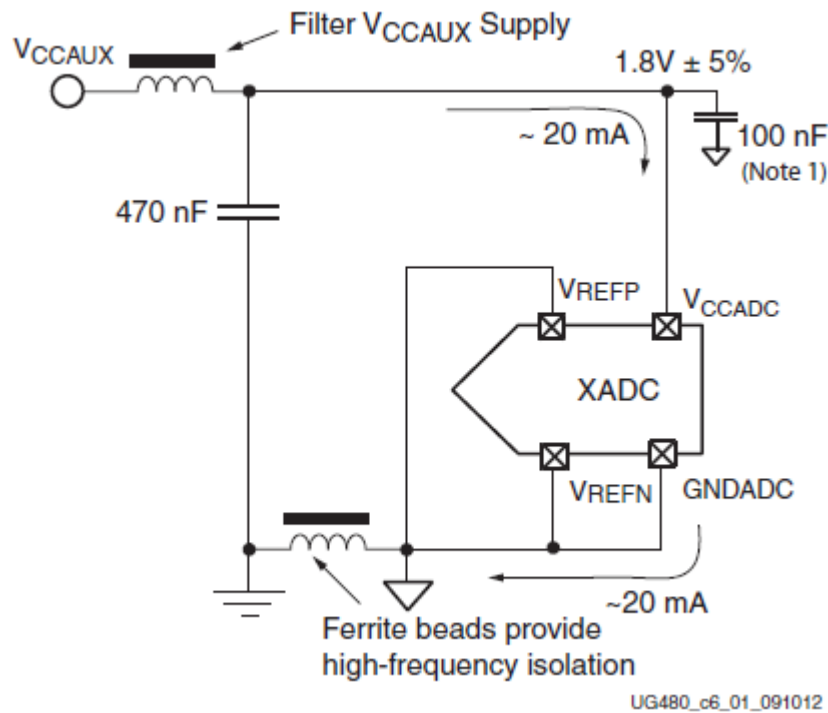 Filter VCCAUX Supply
VCCAUX
1.8V ± 5%
~ 20 mA
100 nF
(Note 1)
470 nF
VREFP
VCCADC
XADC
VREFN
GNDADC
~20 mA
Ferrite beads provide
high-frequency isolation
UG480_c6_01_091012